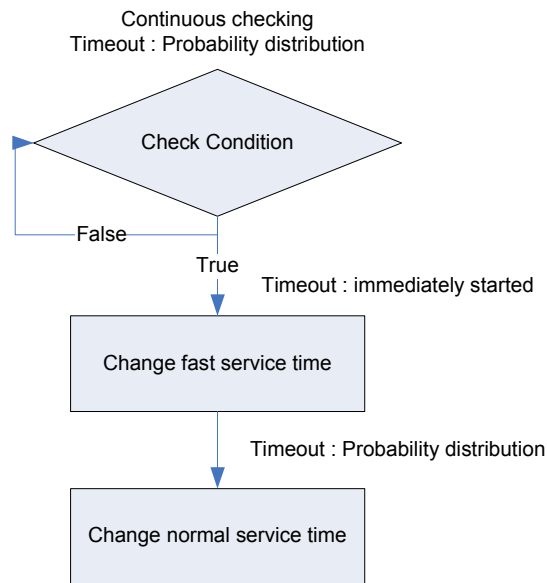 Continuous checking
Timeout : Probability distribution
Check Condition
False
True
Timeout : immediately started
Change fast service time
Timeout : Probability distribution
Change normal service time